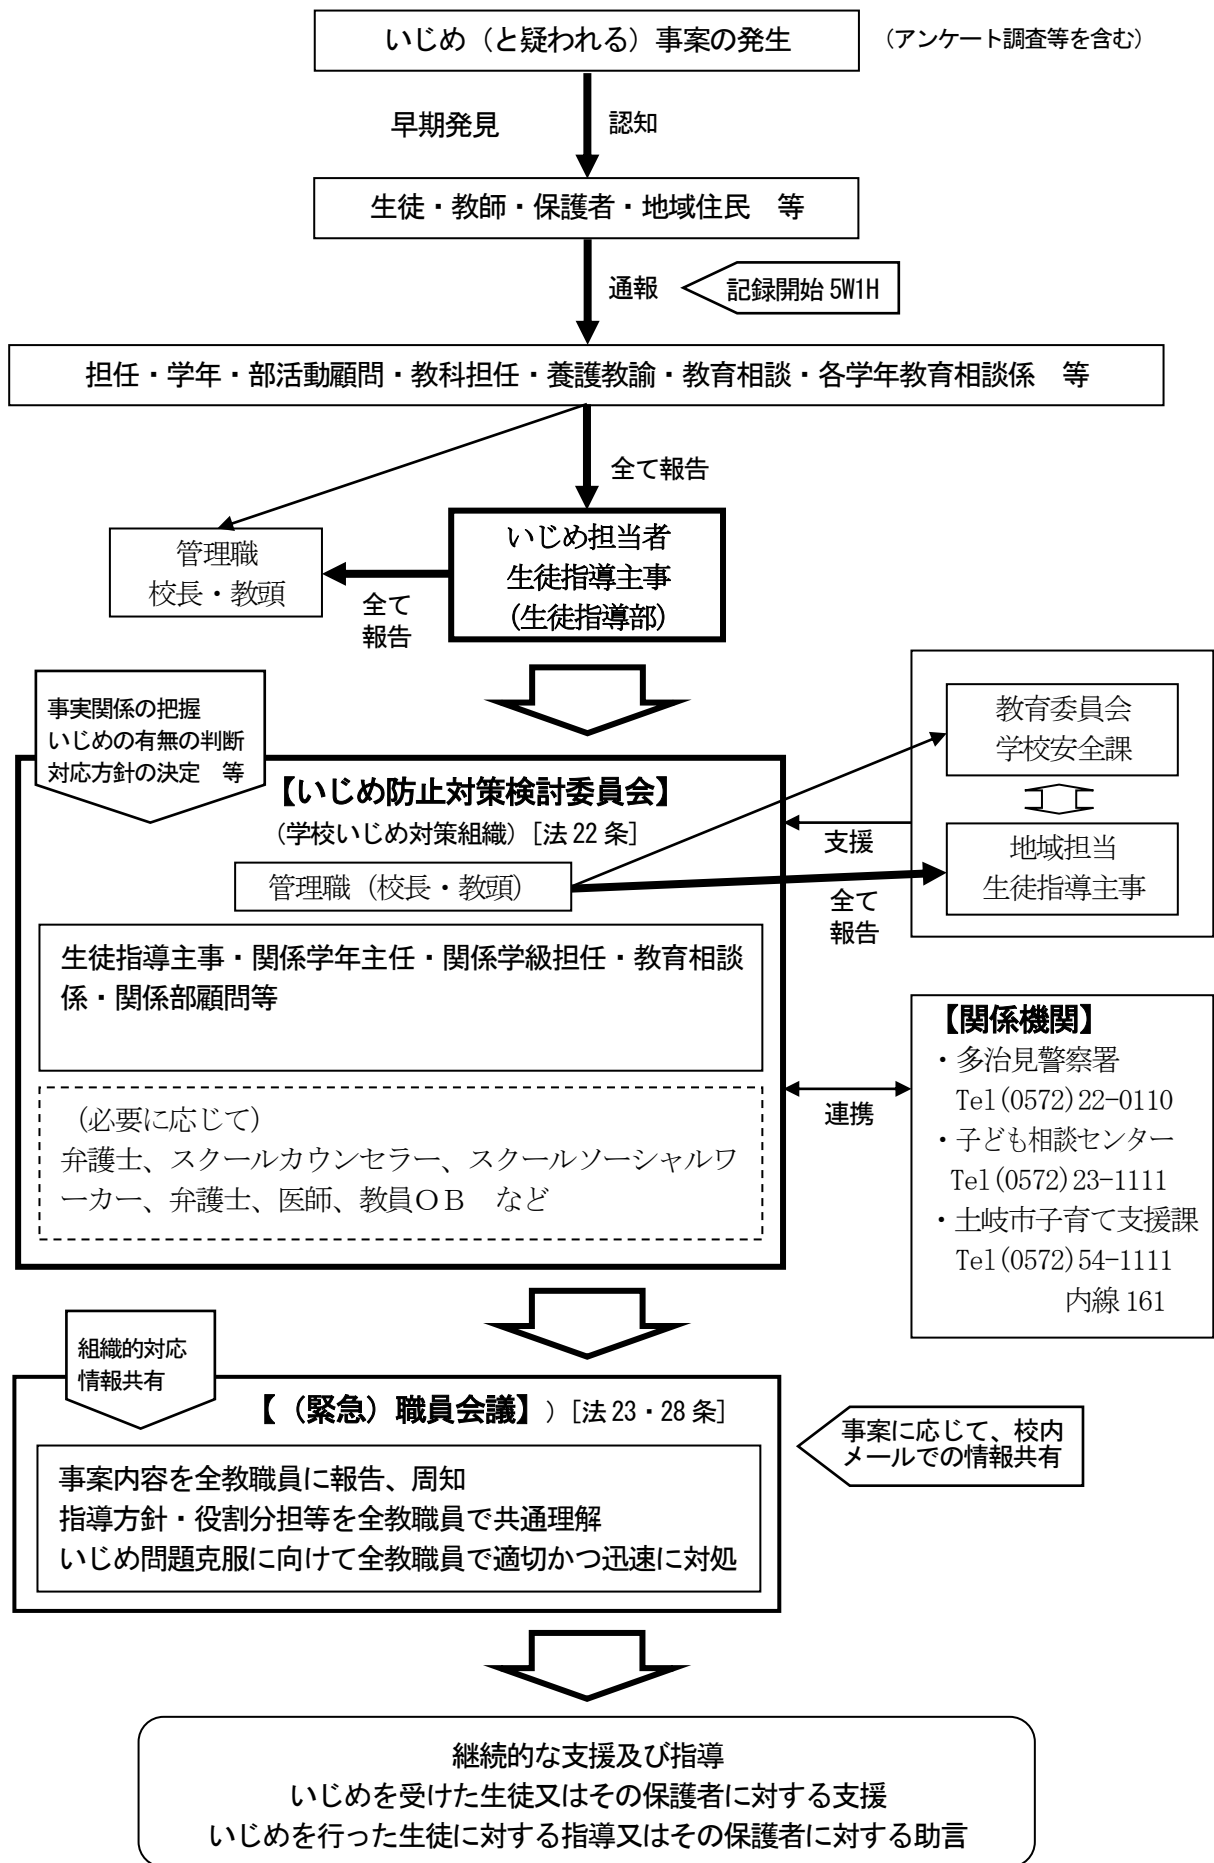 いじめ（と疑われる）事案の発生
（アンケート調査等を含む）
早期発見
認知
生徒・教師・保護者・地域住民　等
通報
記録開始 5W1H
担任・学年・部活動顧問・教科担任・養護教諭・教育相談・各学年教育相談係　等
全て報告
管理職
校長・教頭
全て
報告
いじめ担当者
生徒指導主事
(生徒指導部)
事実関係の把握
いじめの有無の判断
対応方針の決定　等
教育委員会
学校安全課
地域担当
生徒指導主事
【いじめ防止対策検討委員会】
(学校いじめ対策組織)［法 22 条］
支援
管理職（校長・教頭）
全て
報告
生徒指導主事・関係学年主任・関係学級担任・教育相談
係・関係部顧問等
（必要に応じて）
弁護士、スクールカウンセラー、スクールソーシャルワ
ーカー、弁護士、医師、教員ＯＢ　など
連携
【関係機関】
・多治見警察署
Tel(0572)22-0110
・子ども相談センター
Tel(0572)23-1111
・土岐市子育て支援課
Tel(0572)54-1111
内線 161
組織的対応
情報共有
【（緊急）職員会議】）［法 23・28 条］
事案に応じて、校内
メールでの情報共有
事案内容を全教職員に報告、周知
指導方針・役割分担等を全教職員で共通理解
いじめ問題克服に向けて全教職員で適切かつ迅速に対処
継続的な支援及び指導
いじめを受けた生徒又はその保護者に対する支援
いじめを行った生徒に対する指導又はその保護者に対する助言